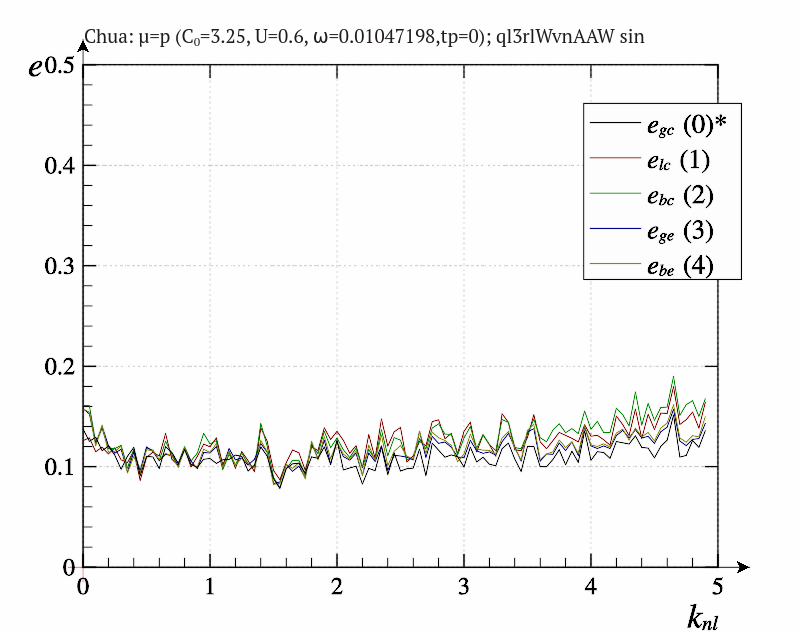 Chua: μ=p (C₀=3.25, U=0.6, ω=0.01047198,tp=0); ql3rlWvnAAW sin
e
0.5
e_gc (0)*
e_lc (1)
0.4
e_bc (2)
e_ge (3)
0.3
e_be (4)
0.2
0.1
0
0 1 2 3 4 5
k_nl